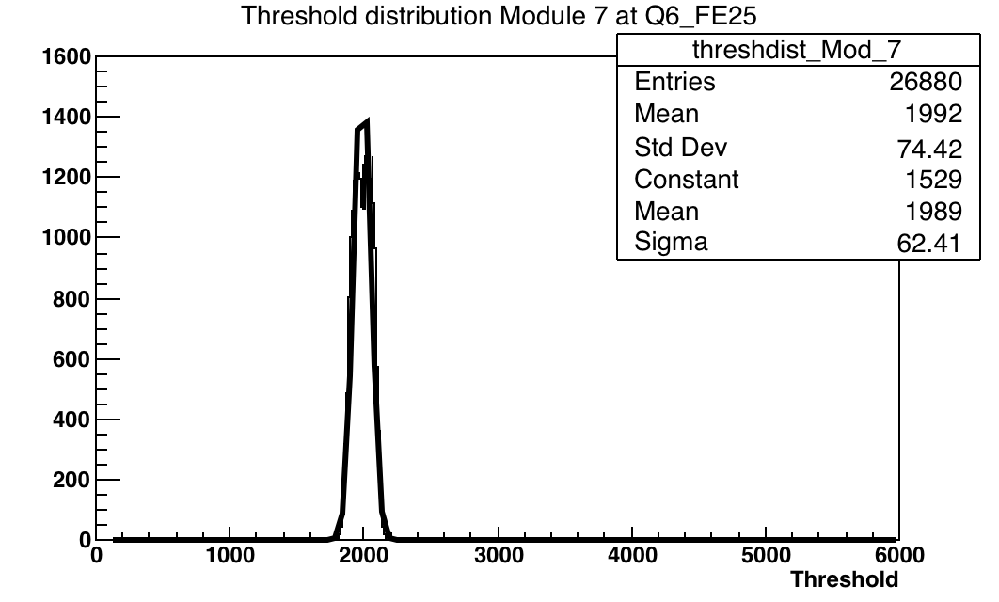 Threshold distribution Module 7 at Q6_FE25
threshdist_Mod_7
Entries 26880
Mean 1992
Std Dev 74.42
Constant 1529
Mean 1989
Sigma 62.41
1600
1400
1200
1000
800
600
400
200
0
0 1000 2000 3000 4000 5000 6000
Threshold